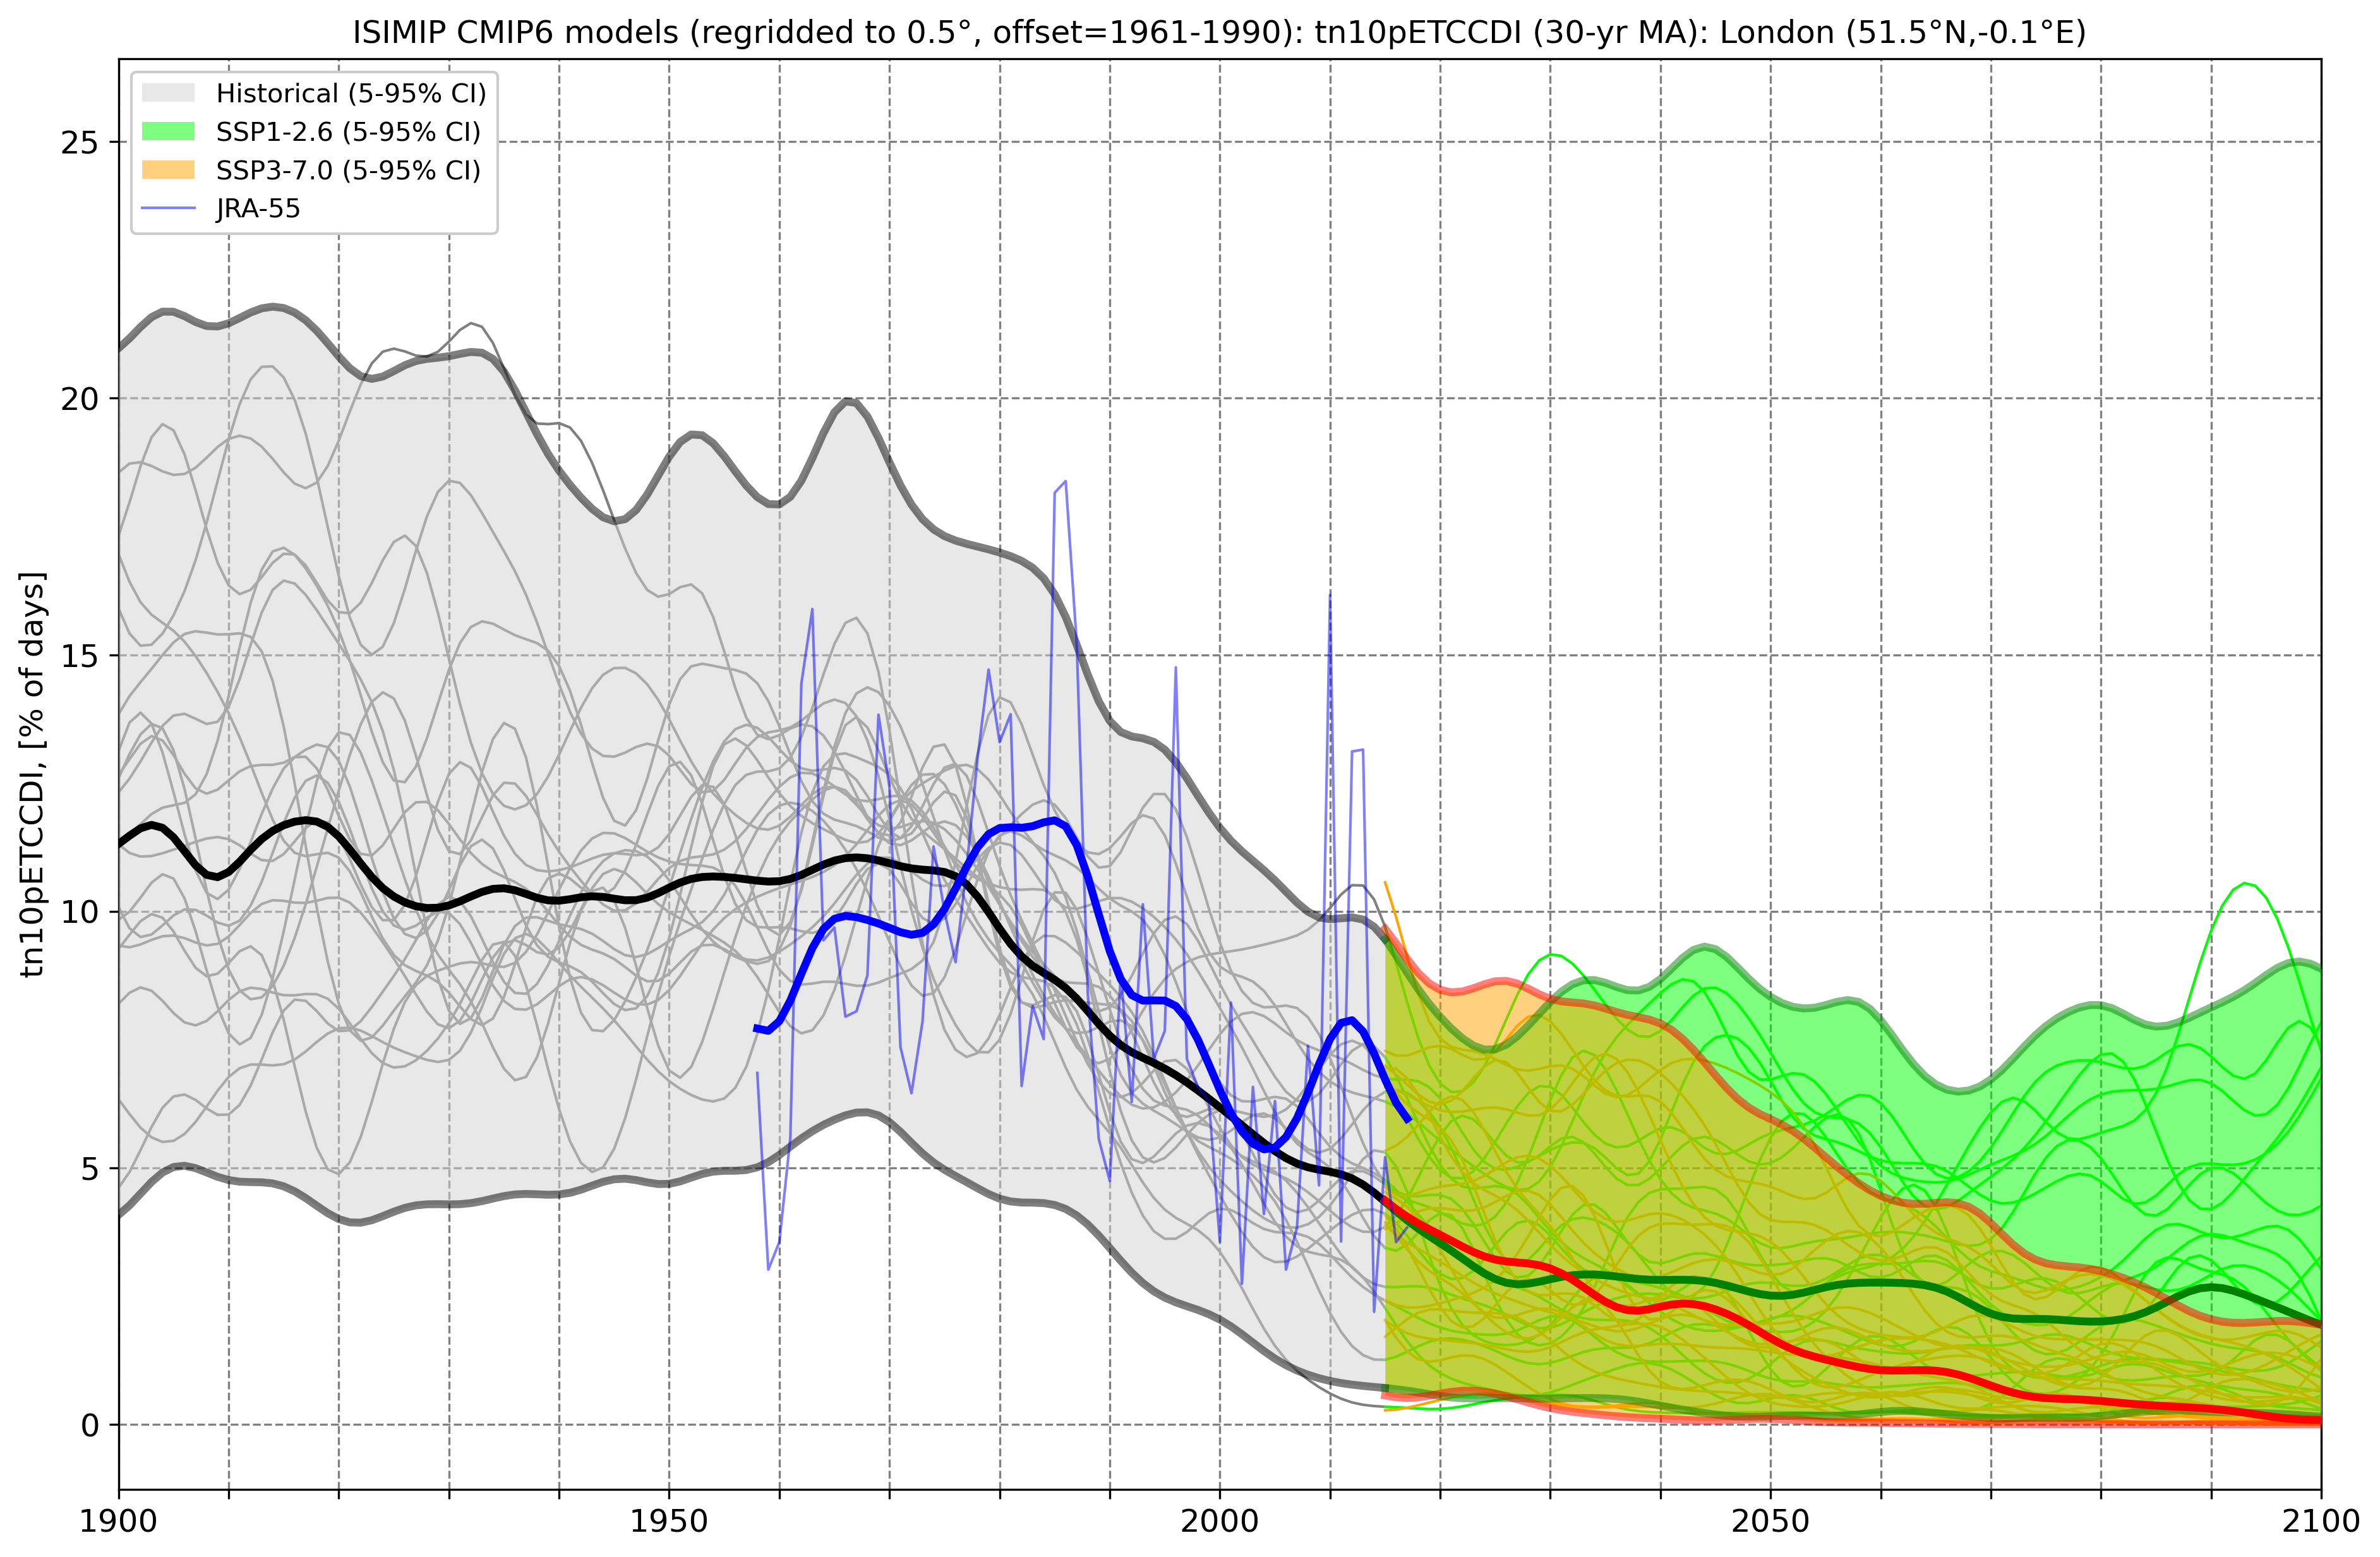 ISIMIP CMIP6 models (regridded to 0.5°, offset=1961-1990): tn10pETCCDI (30-yr MA): London (51.5°N,-0.1°E)
Historical (5-95% CI)
SSP1-2.6 (5-95% CI)
SSP3-7.0 (5-95% CI)
JRA-55
tn10pETCCDI, [% of days]
25
20
15
10
5
0
1900
1950
2000
2050
2100